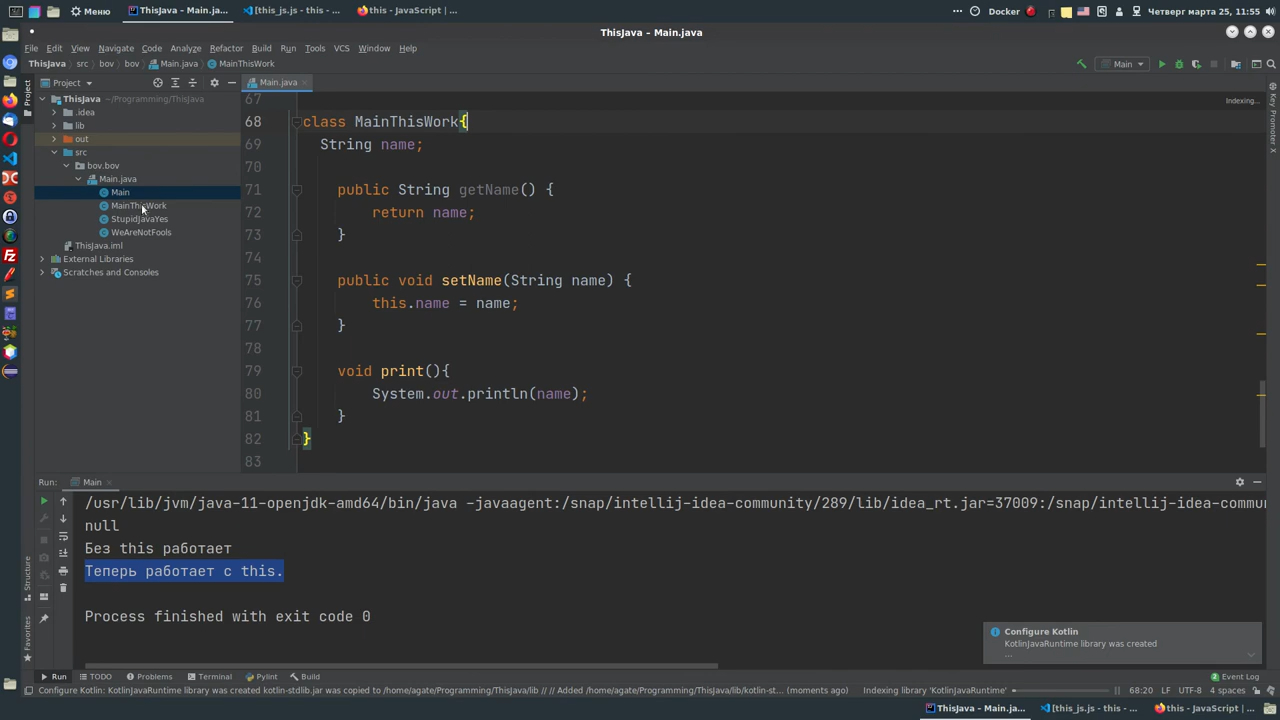 Меню
ThisJava – Main.ja...
[this_js.js - this - ...
this - JavaScript | ...
Docker
Четверг марта 25, 11:55
ThisJava – Main.java
File Edit View Navigate Code Analyze Refactor Build Run Tools VCS Window Help
ThisJava src bov bov Main.java MainThisWork
Main
Project
Main.java
ThisJava ~/Programming/ThisJava
.idea
lib
out
src
bov.bov
Main.java
Main
MainThisWork
StupidJavaYes
WeAreNotFools
ThisJava.iml
External Libraries
Scratches and Consoles
Project
Structure
Favorites
Key Promoter X
Indexing...
67
68 class MainThisWork{
69 String name;
70
71 public String getName() {
72 return name;
73 }
74
75 public void setName(String name) {
76 this.name = name;
77 }
78
79 void print(){
80 System.out.println(name);
81 }
82 }
83
Run: Main
/usr/lib/jvm/java-11-openjdk-amd64/bin/java -javaagent:/snap/intellij-idea-community/289/lib/idea_rt.jar=37009:/snap/intellij-idea-commun
null
Без this работает
Теперь работает с this.
Process finished with exit code 0
Configure Kotlin
KotlinJavaRuntime library was created
...
Run TODO Problems Terminal Pylint Build Event Log
Configure Kotlin: KotlinJavaRuntime library was created kotlin-stdlib.jar was copied to /home/agate/Programming/ThisJava/lib // // Added /home/agate/Programming/ThisJava/lib/kotlin-st... (moments ago)
Indexing library 'KotlinJavaRuntime'
68:20 LF UTF-8 4 spaces
ThisJava – Main.ja...
[this_js.js - this - ...
this - JavaScript | ...